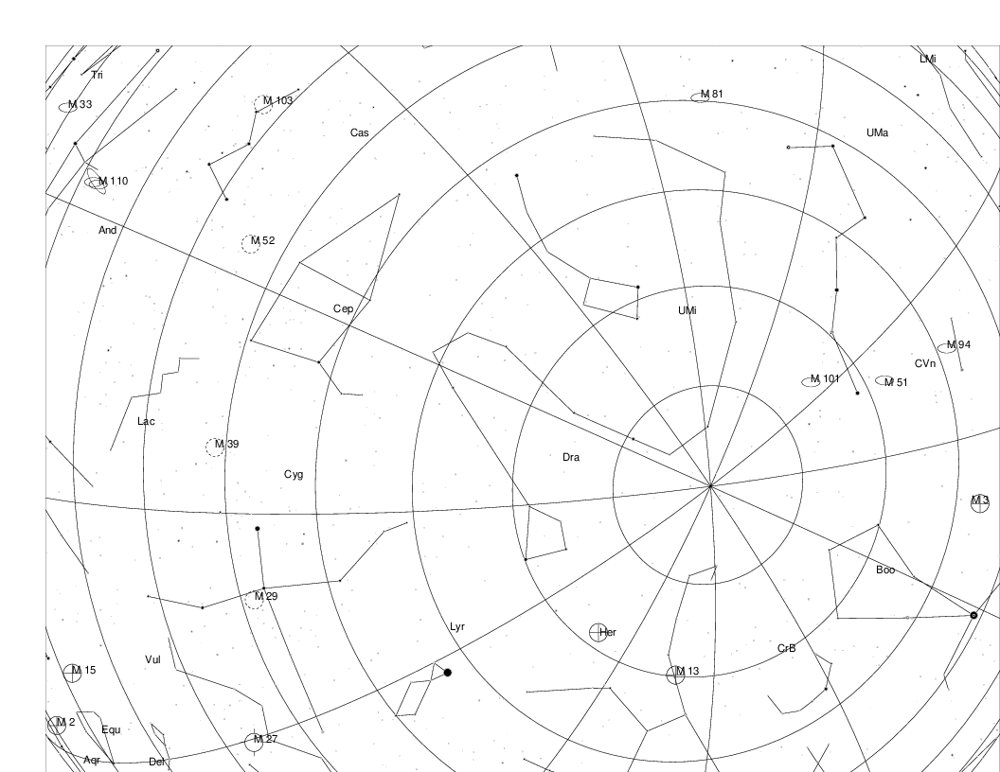 LMi
Tri
M 81
M 103
M 33
Cas
UMa
M 110
And
M 52
Cep
UMi
M 94
CVn
M 101
M 51
Lac
M 39
Dra
Cyg
M 3
Boo
M 29
Lyr
Her
CrB
Vul
M 15
M 13
M 2
Equ
M 27
Aqr
Del